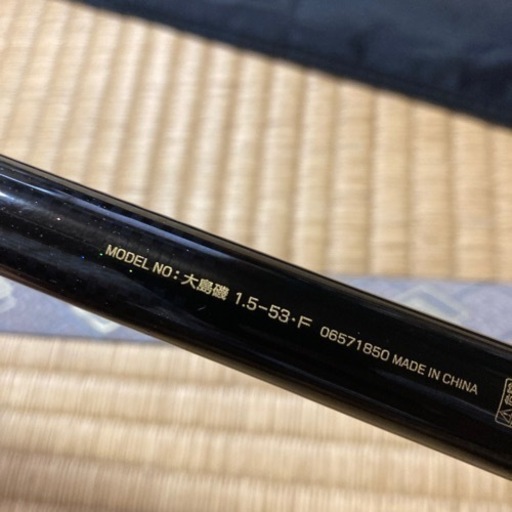 MODEL NO：大島磯 1.5-53·F 06571850 MADE IN CHINA